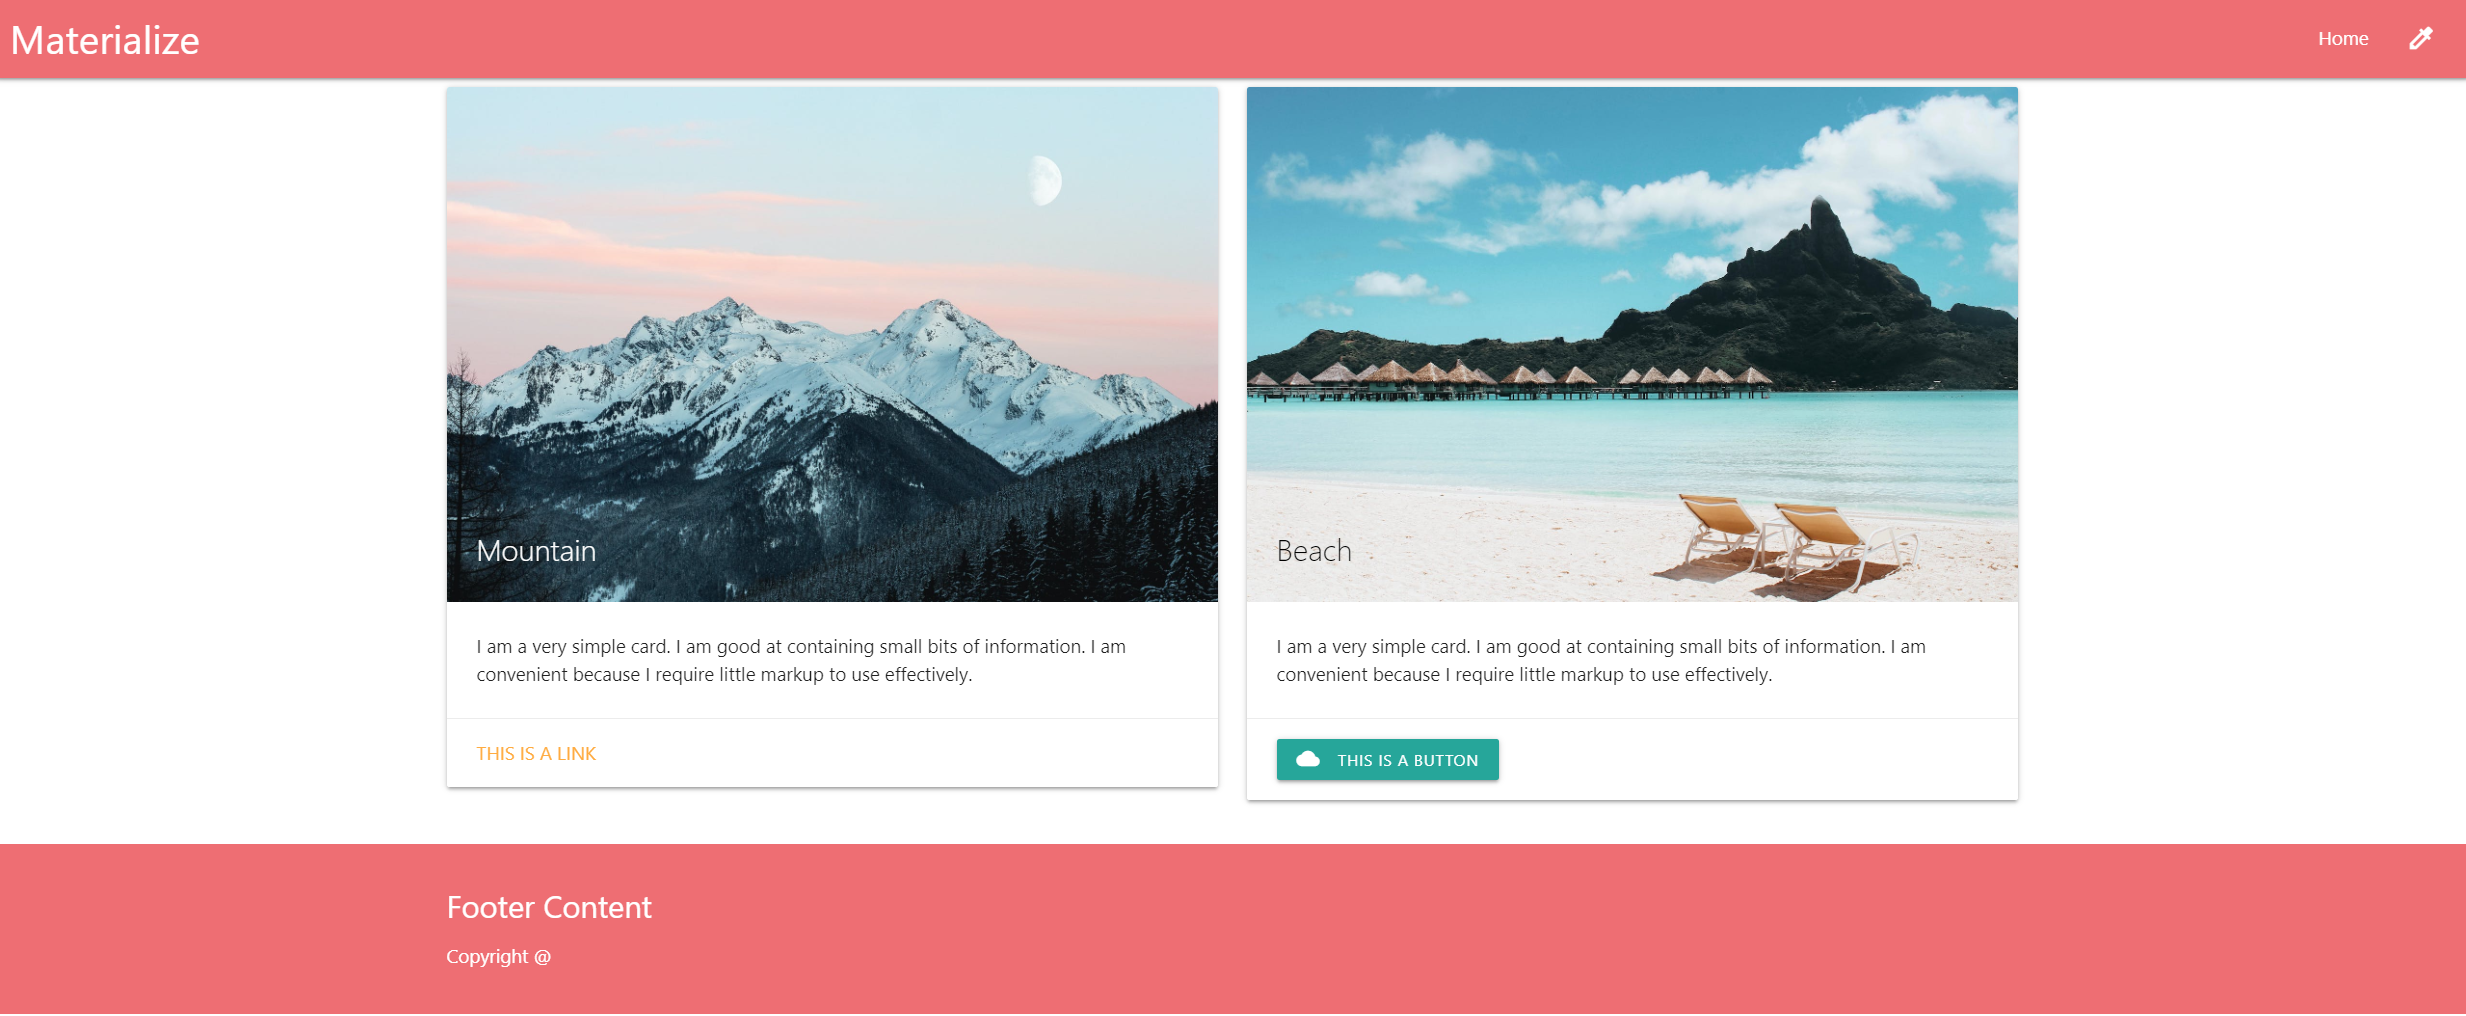 Materialize
Home
Mountain
I am a very simple card. I am good at containing small bits of information. I am
convenient because I require little markup to use effectively.
THIS IS A LINK
Beach
I am a very simple card. I am good at containing small bits of information. I am
convenient because I require little markup to use effectively.
THIS IS A BUTTON
Footer Content
Copyright @